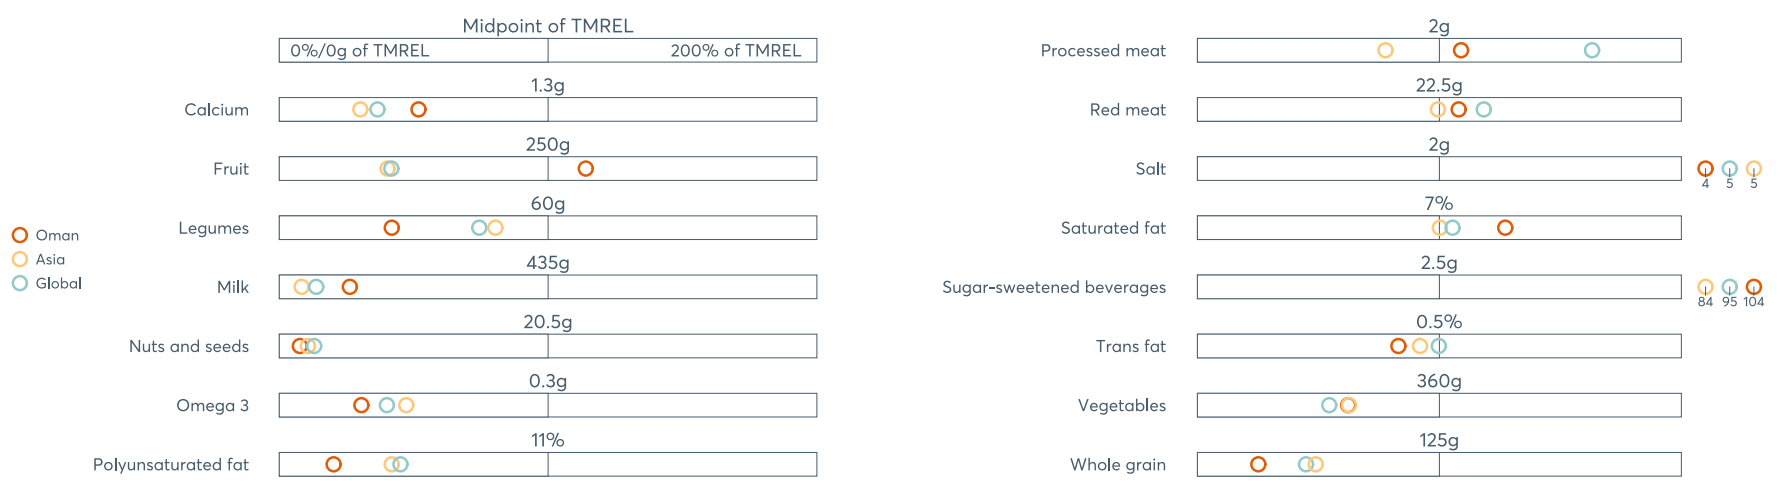 Midpoint of TMREL
0%/0g of TMREL 200% of TMREL
1.3g
Calcium
250g
Fruit
60g
Legumes
435g
Milk
20.5g
Nuts and seeds
0.3g
Omega 3
11%
Polyunsaturated fat
Oman
Asia
Global
2g
Processed meat
22.5g
Red meat
2g
Salt
4 5 5
7%
Saturated fat
2.5g
Sugar-sweetened beverages
84 95 104
0.5%
Trans fat
360g
Vegetables
125g
Whole grain